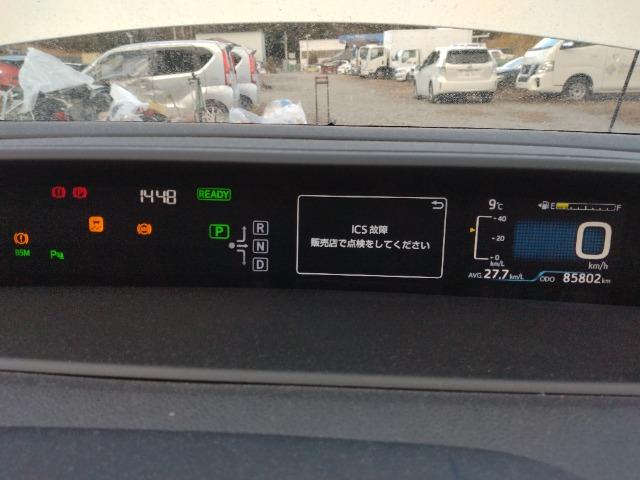 14:48
READY
9℃
E
F
P
R
N
D
ICS 故障
販売店で点検をしてください
40
20
0
km/L
0
km/h
BSM
P
AVG 27.7 km/L
ODO 85802 km